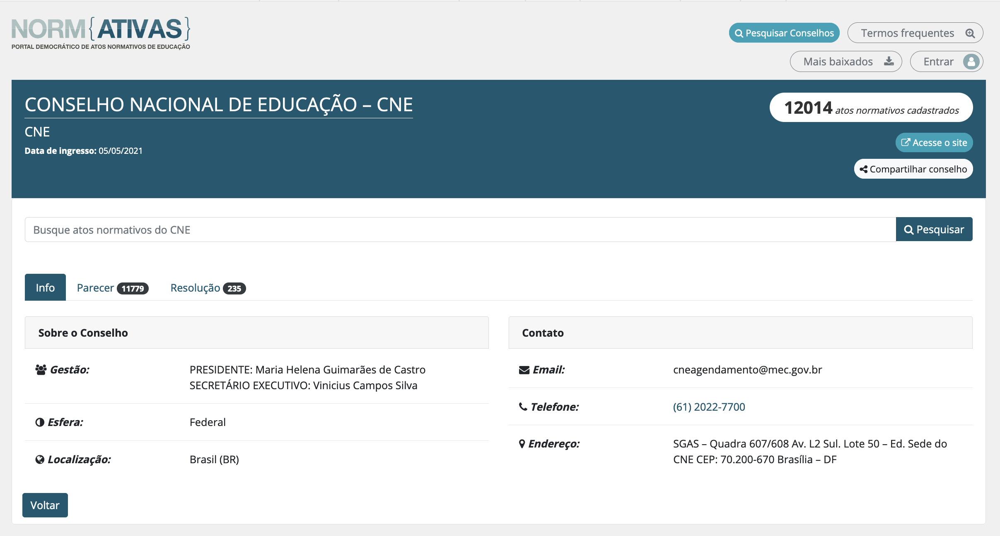 NORM{ATIVAS}
PORTAL DEMOCRÁTICO DE ATOS NORMATIVOS DE EDUCAÇÃO
Pesquisar Conselhos
Termos frequentes
Mais baixados
Entrar
CONSELHO NACIONAL DE EDUCAÇÃO – CNE
CNE
Data de ingresso: 05/05/2021
12014 atos normativos cadastrados
Acesse o site
Compartilhar conselho
Busque atos normativos do CNE
Pesquisar
Info
Parecer 11779
Resolução 235
Sobre o Conselho
Gestão:
PRESIDENTE: Maria Helena Guimarães de Castro
SECRETÁRIO EXECUTIVO: Vinicius Campos Silva
Esfera:
Federal
Localização:
Brasil (BR)
Contato
Email:
cneagendamento@mec.gov.br
Telefone:
(61) 2022-7700
Endereço:
SGAS – Quadra 607/608 Av. L2 Sul. Lote 50 – Ed. Sede do
CNE CEP: 70.200-670 Brasília – DF
Voltar